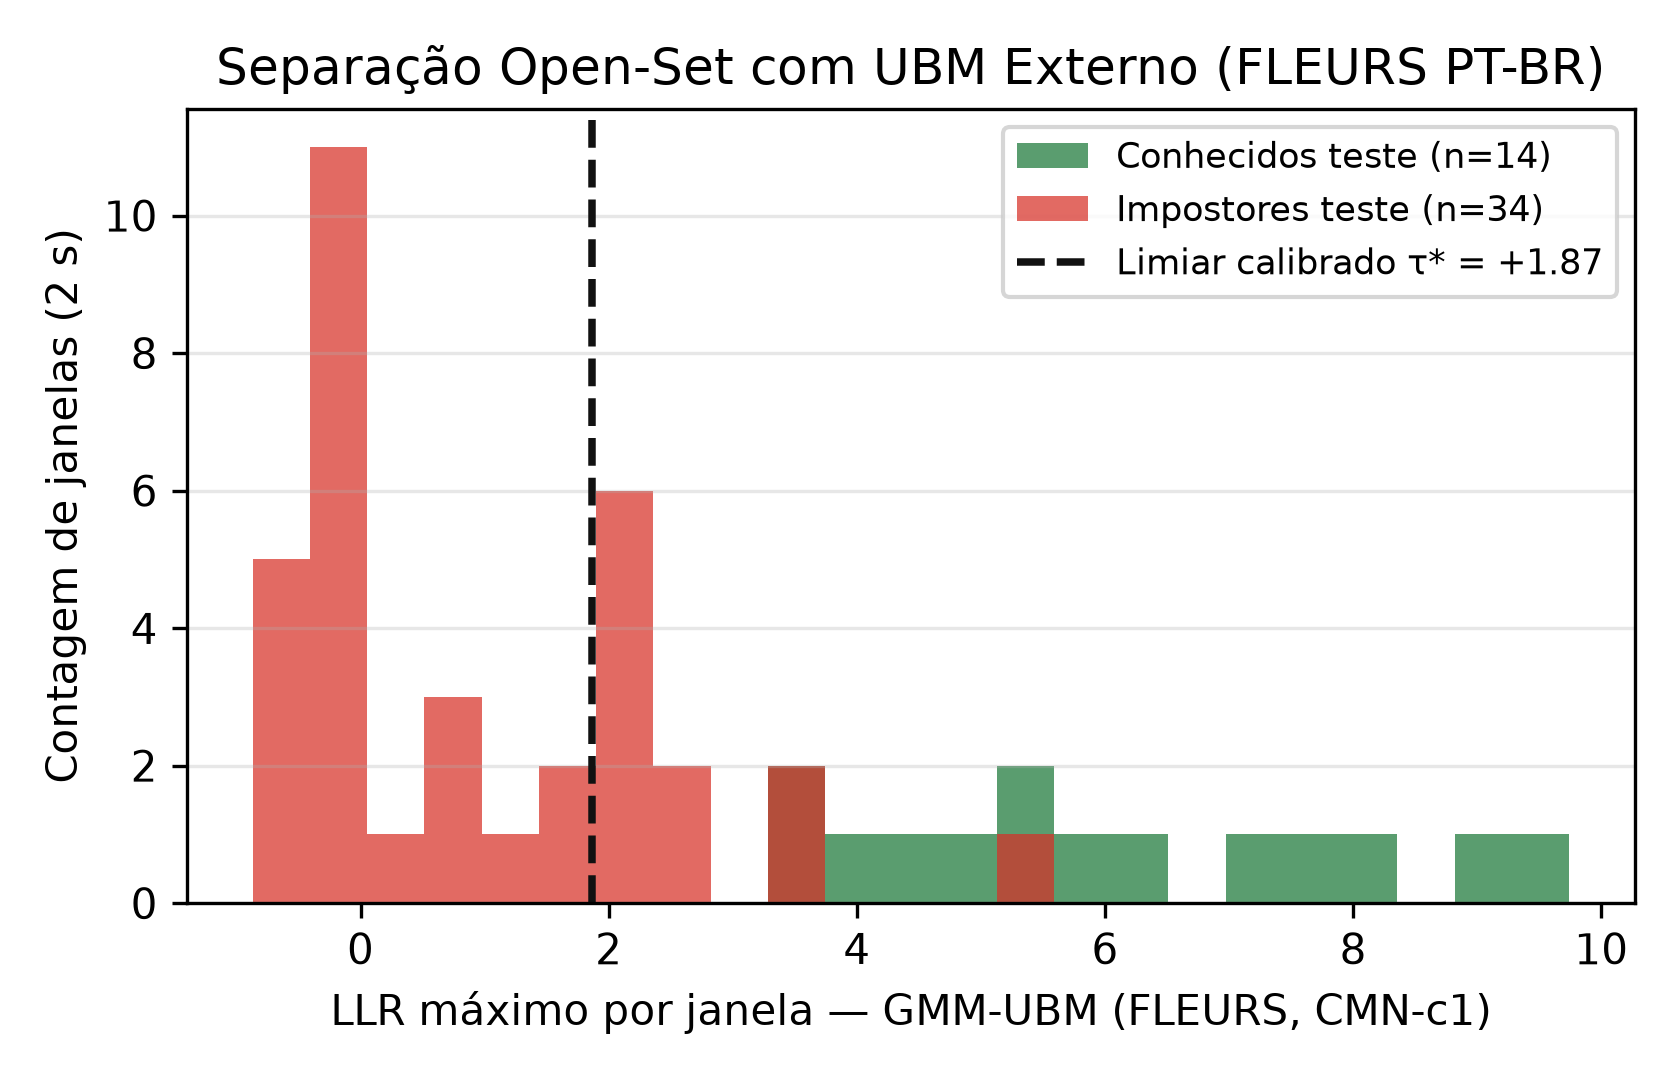 Separação Open-Set com UBM Externo (FLEURS PT-BR)
Conhecidos teste (n=14)
Impostores teste (n=34)
Limiar calibrado τ* = +1.87
Contagem de janelas (2 s)
10
8
6
4
2
0
0 2 4 6 8 10
LLR máximo por janela — GMM-UBM (FLEURS, CMN-c1)